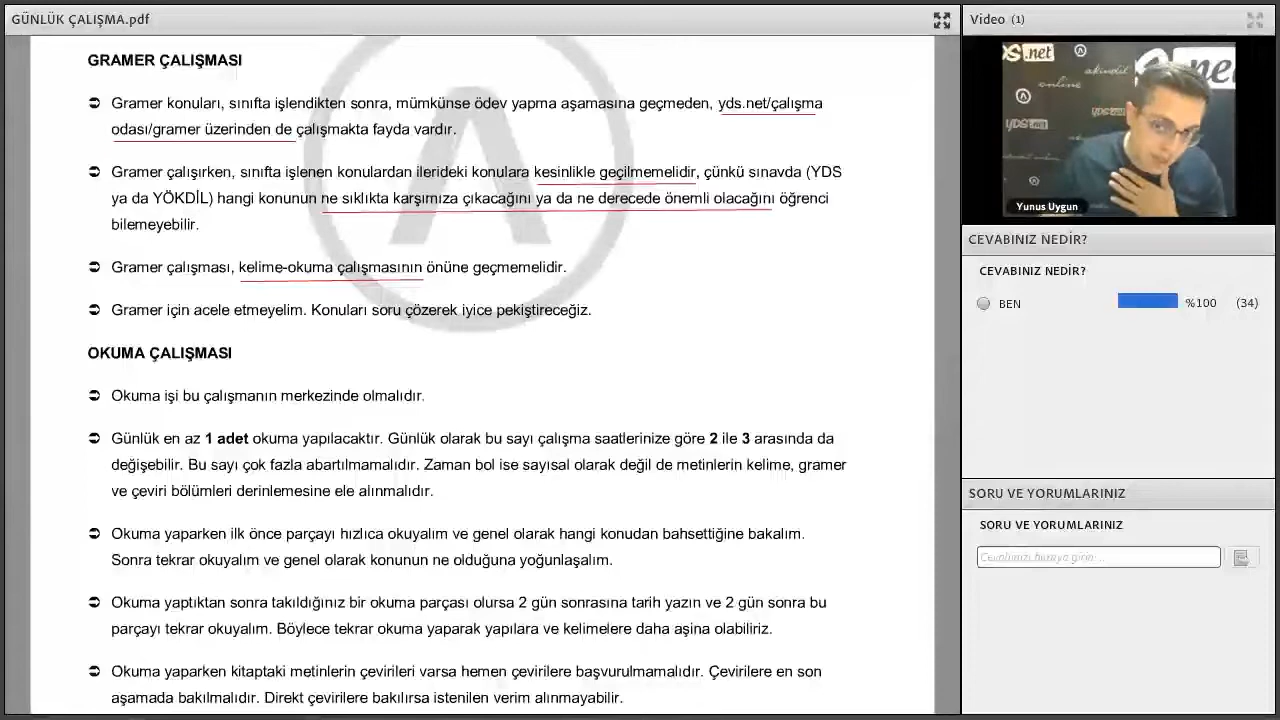 GÜNLÜK ÇALIŞMA.pdf
GRAMER ÇALIŞMASI
➲ Gramer konuları, sınıfta işlendikten sonra, mümkünse ödev yapma aşamasına geçmeden, yds.net/çalışma
odası/gramer üzerinden de çalışmakta fayda vardır.
➲ Gramer çalışırken, sınıfta işlenen konulardan ilerideki konulara kesinlikle geçilmemelidir, çünkü sınavda (YDS
ya da YÖKDİL) hangi konunun ne sıklıkta karşımıza çıkacağını ya da ne derecede önemli olacağını öğrenci
bilemeyebilir.
➲ Gramer çalışması, kelime-okuma çalışmasının önüne geçmemelidir.
➲ Gramer için acele etmeyelim. Konuları soru çözerek iyice pekiştireceğiz.
OKUMA ÇALIŞMASI
➲ Okuma işi bu çalışmanın merkezinde olmalıdır.
➲ Günlük en az 1 adet okuma yapılacaktır. Günlük olarak bu sayı çalışma saatlerinize göre 2 ile 3 arasında da
değişebilir. Bu sayı çok fazla abartılmamalıdır. Zaman bol ise sayısal olarak değil de metinlerin kelime, gramer
ve çeviri bölümleri derinlemesine ele alınmalıdır.
➲ Okuma yaparken ilk önce parçayı hızlıca okuyalım ve genel olarak hangi konudan bahsettiğine bakalım.
Sonra tekrar okuyalım ve genel olarak konunun ne olduğuna yoğunlaşalım.
➲ Okuma yaptıktan sonra takıldığınız bir okuma parçası olursa 2 gün sonrasına tarih yazın ve 2 gün sonra bu
parçayı tekrar okuyalım. Böylece tekrar okuma yaparak yapılara ve kelimelere daha aşina olabiliriz.
➲ Okuma yaparken kitaptaki metinlerin çevirileri varsa hemen çevirilere başvurulmamalıdır. Çevirilere en son
aşamada bakılmalıdır. Direkt çevirilere bakılırsa istenilen verim alınmayabilir.
Video (1)
.net
akindil
online
YDS.net
Yunus Uygun
CEVABINIZ NEDİR?
CEVABINIZ NEDİR?
BEN %100 (34)
SORU VE YORUMLARINIZ
SORU VE YORUMLARINIZ
Cevabınızı buraya girin...